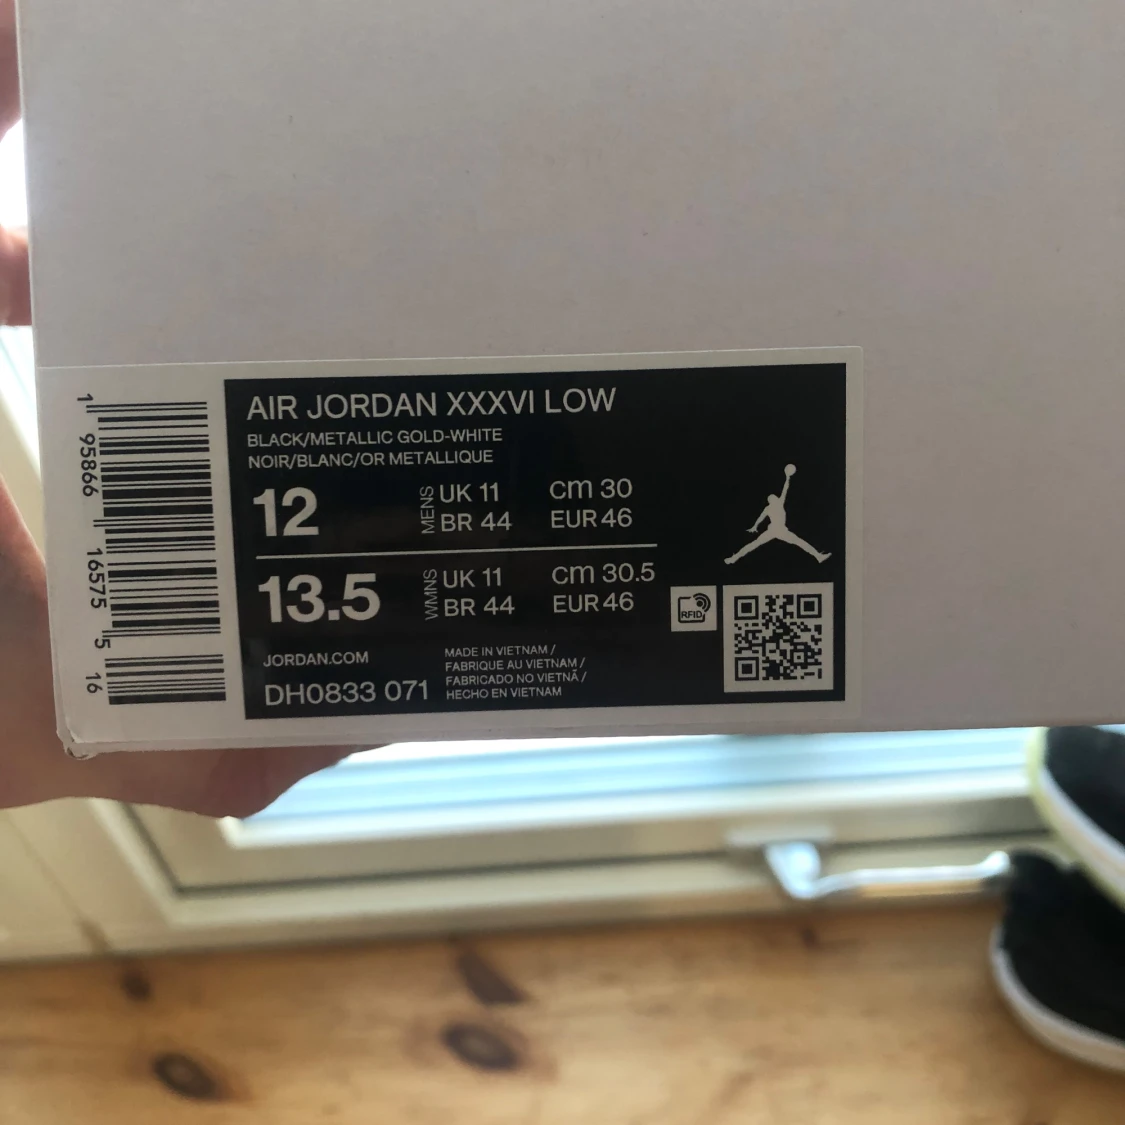 AIR JORDAN XXXVI LOW
BLACK/METALLIC GOLD-WHITE
NOIR/BLANC/OR METALLIQUE
12 MENS UK 11 cm 30
BR 44 EUR 46
13.5 WMNS UK 11 cm 30.5
BR 44 EUR 46
RFID
JORDAN.COM
DH0833 071
MADE IN VIETNAM /
FABRIQUE AU VIETNAM /
FABRICADO NO VIETNÃ /
HECHO EN VIETNAM
1 95866 16575 5 16